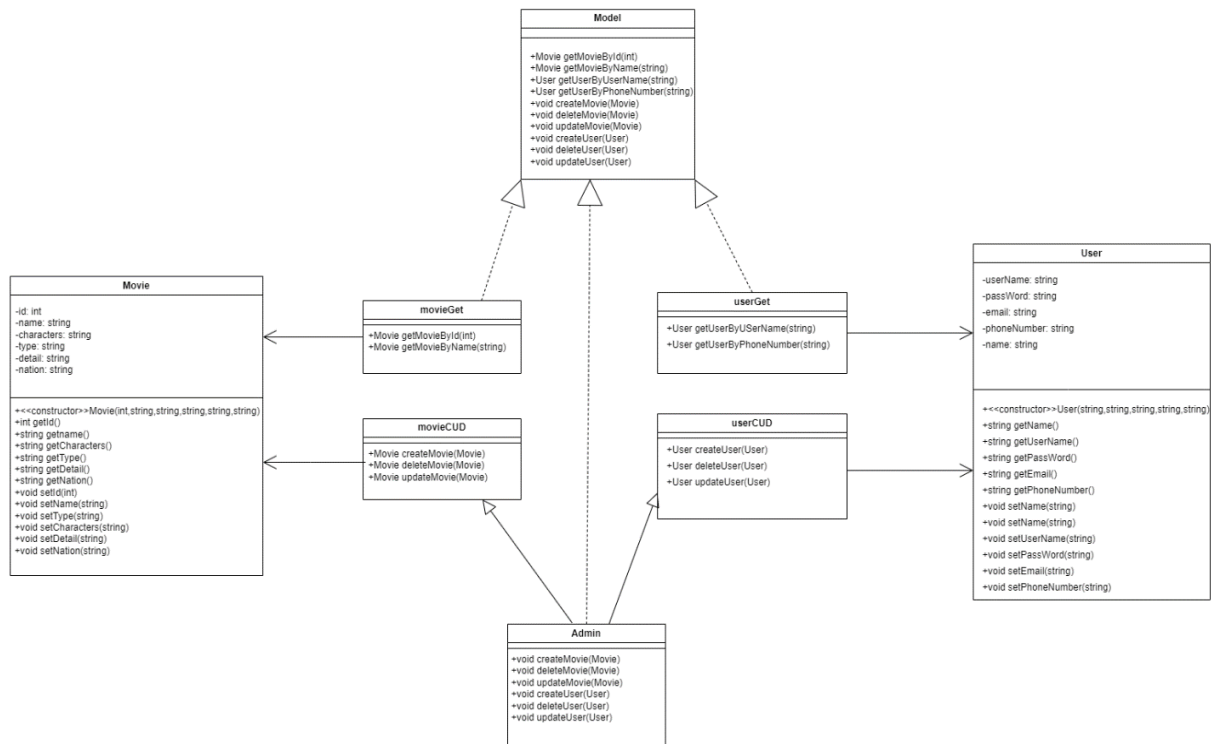 Model
+Movie getMovieById(int)
+Movie getMovieByName(string)
+User getUserByUserName(string)
+User getUserByPhoneNumber(string)
+void createMovie(Movie)
+void deleteMovie(Movie)
+void updateMovie(Movie)
+void createUser(User)
+void deleteUser(User)
+void updateUser(User)
Movie
-id: int
-name: string
-characters: string
-type: string
-detail: string
-nation: string
+<<constructor>>Movie(int,string,string,string,string,string)
+int getId()
+string getname()
+string getCharacters()
+string getType()
+string getDetail()
+string getNation()
+void setId(int)
+void setName(string)
+void setType(string)
+void setCharacters(string)
+void setDetail(string)
+void setNation(string)
movieGet
+Movie getMovieById(int)
+Movie getMovieByName(string)
movieCUD
+Movie createMovie(Movie)
+Movie deleteMovie(Movie)
+Movie updateMovie(Movie)
userGet
+User getUserByUSerName(string)
+User getUserByPhoneNumber(string)
userCUD
+User createUser(User)
+User deleteUser(User)
+User updateUser(User)
User
-userName: string
-passWord: string
-email: string
-phoneNumber: string
-name: string
+<<constructor>>User(string,string,string,string,string)
+string getName()
+string getUserName()
+string getPassWord()
+string getEmail()
+string getPhoneNumber()
+void setName(string)
+void setName(string)
+void setUserName(string)
+void setPassWord(string)
+void setEmail(string)
+void setPhoneNumber(string)
Admin
+void createMovie(Movie)
+void deleteMovie(Movie)
+void updateMovie(Movie)
+void createUser(User)
+void deleteUser(User)
+void updateUser(User)